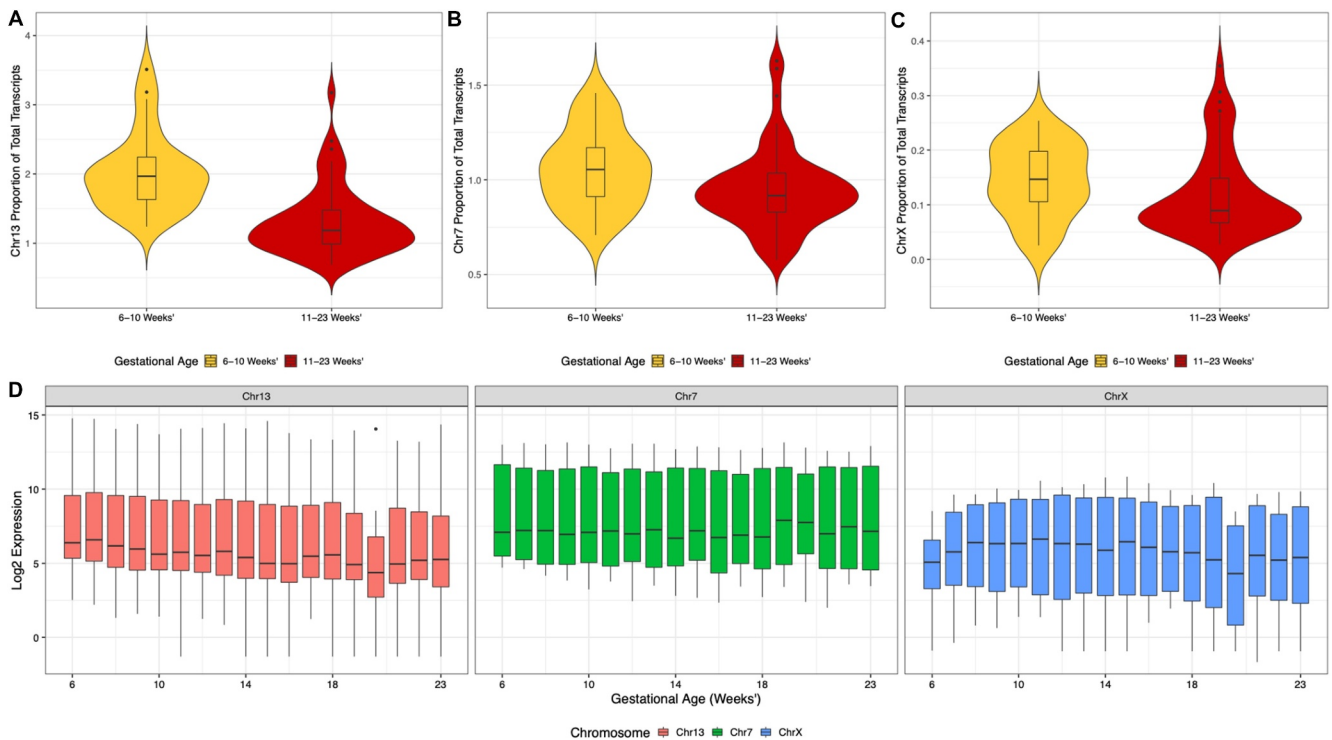 A
Chr13 Proportion of Total Transcripts
4
3
2
1
6−10 Weeks'
11−23 Weeks'
Gestational Age
6−10 Weeks'
11−23 Weeks'
B
Chr7 Proportion of Total Transcripts
1.5
1.0
0.5
6−10 Weeks'
11−23 Weeks'
Gestational Age
6−10 Weeks'
11−23 Weeks'
C
ChrX Proportion of Total Transcripts
0.4
0.3
0.2
0.1
0.0
6−10 Weeks'
11−23 Weeks'
Gestational Age
6−10 Weeks'
11−23 Weeks'
D
Chr13
Chr7
ChrX
Log2 Expression
15
10
5
0
6
10
14
18
23
6
10
14
18
23
6
10
14
18
23
Gestational Age (Weeks')
Chromosome
Chr13
Chr7
ChrX